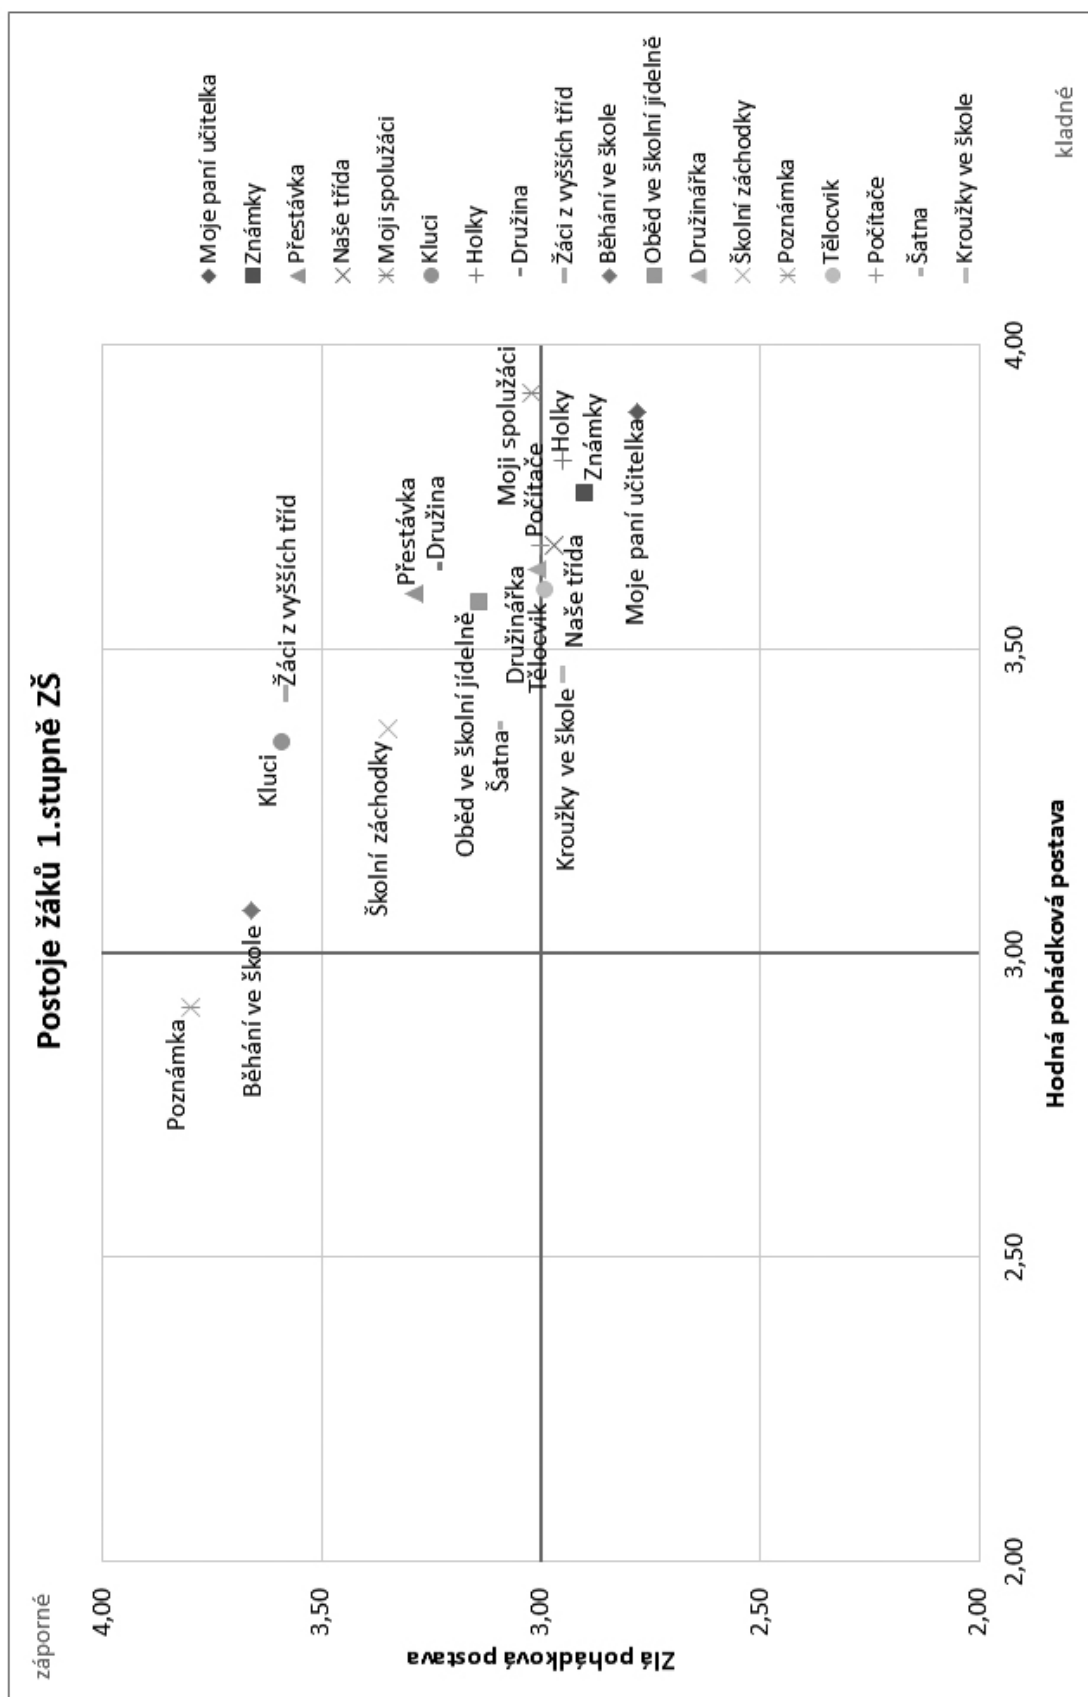 Postoje žáků 1.stupně ZŠ
záporné
4,00
3,50
3,00
2,50
2,00
Zlá pohádková postava
Poznámka
Běhání ve škole
Kluci
Žáci z vyšších tříd
Školní záchodky
Přestávka
Družina
Oběd ve školní jídelně
Šatna
Moji spolužáci
Družinářka
Počítače
Tělocvik
Holky
Kroužky ve škole
Naše třída
Známky
Moje paní učitelka
2,00
2,50
3,00
3,50
4,00
Hodná pohádková postava
kladné
Moje paní učitelka
Známky
Přestávka
Naše třída
Moji spolužáci
Kluci
Holky
Družina
Žáci z vyšších tříd
Běhání ve škole
Oběd ve školní jídelně
Družinářka
Školní záchodky
Poznámka
Tělocvik
Počítače
Šatna
Kroužky ve škole